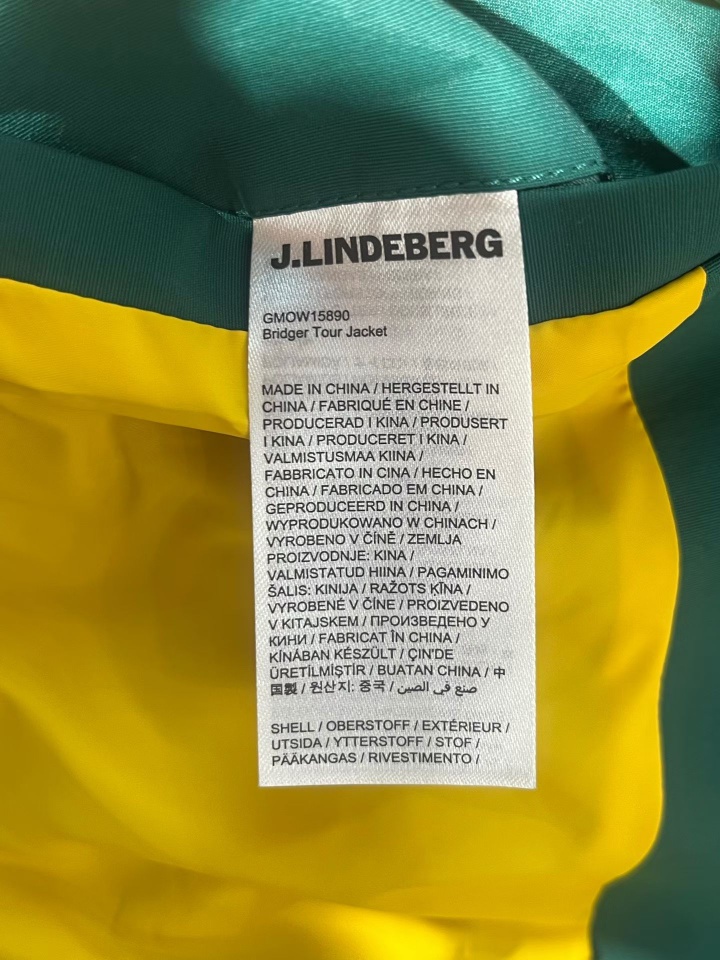 J.LINDEBERG
GMOW15890
Bridger Tour Jacket
MADE IN CHINA / HERGESTELLT IN
CHINA / FABRIQUÉ EN CHINE /
PRODUCERAD I KINA / PRODUSERT
I KINA / PRODUCERET I KINA /
VALMISTUSMAA KIINA /
FABBRICATO IN CINA / HECHO EN
CHINA / FABRICADO EM CHINA /
GEPRODUCEERD IN CHINA /
WYPRODUKOWANO W CHINACH /
VYROBENO V ČÍNĚ / ZEMLJA
PROIZVODNJE: KINA /
VALMISTATUD HIINA / PAGAMINIMO
ŠALIS: KINIJA / RAŽOTS ĶĪNA /
VYROBENÉ V ČÍNE / PROIZVEDENO
V KITAJSKEM / ПРОИЗВЕДЕНО У
КИНИ / FABRICAT ÎN CHINA /
KÍNÁBAN KÉSZÜLT / ÇIN'DE
ÜRETİLMİŞTİR / BUATAN CHINA / 中
国製 / 원산지: 중국 / صنع في الصين
SHELL / OBERSTOFF / EXTÉRIEUR /
UTSIDA / YTTERSTOFF / STOF /
PÄÄKANGAS / RIVESTIMENTO /